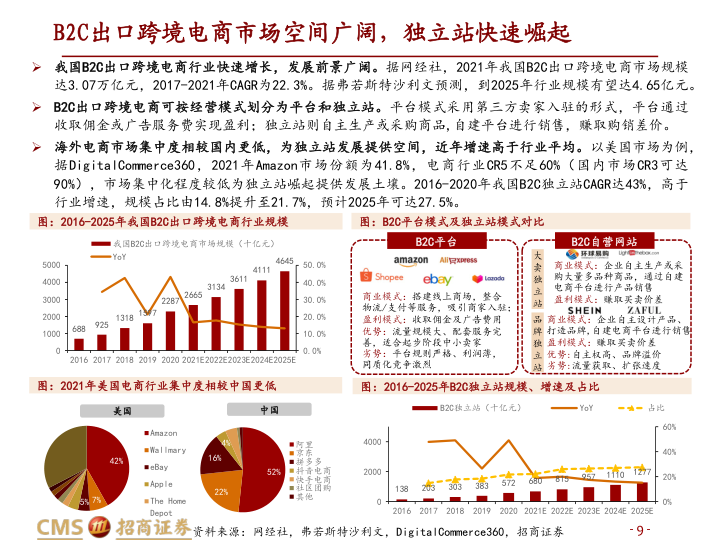 B2C出口跨境电商市场空间广阔，独立站快速崛起
➢ 我国B2C出口跨境电商行业快速增长，发展前景广阔。据网经社，2021年我国B2C出口跨境电商市场规模
达3.07万亿元，2017-2021年CAGR为22.3%。据弗若斯特沙利文预测，到2025年行业规模有望达4.65亿元。
➢ B2C出口跨境电商可按经营模式划分为平台和独立站。平台模式采用第三方卖家入驻的形式，平台通过
收取佣金或广告服务费实现盈利；独立站则自主生产或采购商品,自建平台进行销售，赚取购销差价。
➢ 海外电商市场集中度相较国内更低，为独立站发展提供空间，近年增速高于行业平均。以美国市场为例，
据DigitalCommerce360，2021年Amazon市场份额为41.8%，电商行业CR5不足60%（国内市场CR3可达
90%），市场集中化程度较低为独立站崛起提供发展土壤。2016-2020年我国B2C独立站CAGR达43%，高于
行业增速，规模占比由14.8%提升至21.7%，预计2025年可达27.5%。
图：2016-2025年我国B2C出口跨境电商行业规模
我国B2C出口跨境电商市场规模（十亿元）
YoY
5000
4000
3000
2000
1000
0
50.0%
40.0%
30.0%
20.0%
10.0%
0.0%
688 925 1318 1597 2287 2665 3134 3611 4111 4645
2016 2017 2018 2019 2020 2021E 2022E 2023E 2024E 2025E
图：B2C平台模式及独立站模式对比
B2C平台
amazon AliExpress
Shopee ebay Lazada
商业模式：搭建线上商场，整合
物流/支付等服务，吸引商家入驻；
盈利模式：收取佣金及广告费用
优势：流量规模大、配套服务完
善，适合起步阶段中小卖家
劣势：平台规则严格、利润薄，
同质化竞争激烈
B2C自营网站
大卖独立站
环球易购 LightInTheBox.com
商业模式：企业自主生产或采
购大量多品种商品，通过自建
电商平台进行产品销售
盈利模式：赚取买卖价差
品牌独立站
SHEIN ZAFUL
商业模式：企业自主设计产品、
打造品牌,自建电商平台进行销售
盈利模式：赚取买卖价差
优势：自主权高、品牌溢价
劣势:流量获取、扩张速度
图：2021年美国电商行业集中度相较中国更低
美国
42%
7%
5%
Amazon
Wallmary
eBay
Apple
The Home
Depot
中国
52%
22%
16%
4%
阿里
京东
拼多多
抖音电商
快手电商
社区团购
其他
图：2016-2025年B2C独立站规模、增速及占比
B2C独立站（十亿元） YoY 占比
4000
2000
0
60%
40%
20%
0%
138 203 303 383 572 680 815 957 1110 1277
2016 2017 2018 2019 2020 2021E 2022E 2023E 2024E 2025E
CMS 招商证券
资料来源：网经社，弗若斯特沙利文，DigitalCommerce360，招商证券
- 9 -